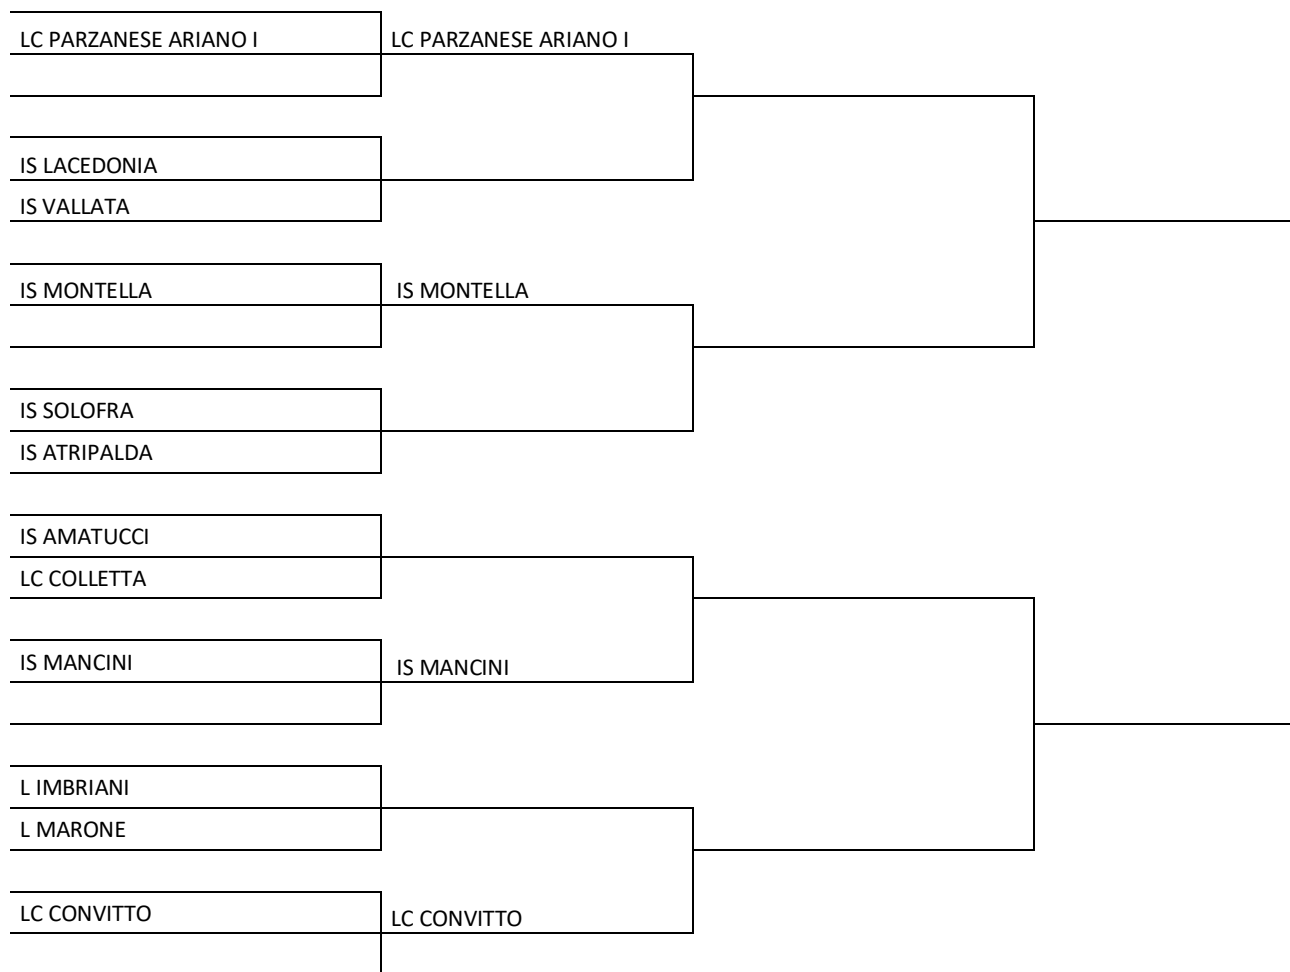 LC PARZANESE ARIANO I
LC PARZANESE ARIANO I
IS LACEDONIA
IS VALLATA
IS MONTELLA
IS MONTELLA
IS SOLOFRA
IS ATRIPALDA
IS AMATUCCI
LC COLLETTA
IS MANCINI
IS MANCINI
L IMBRIANI
L MARONE
LC CONVITTO
LC CONVITTO